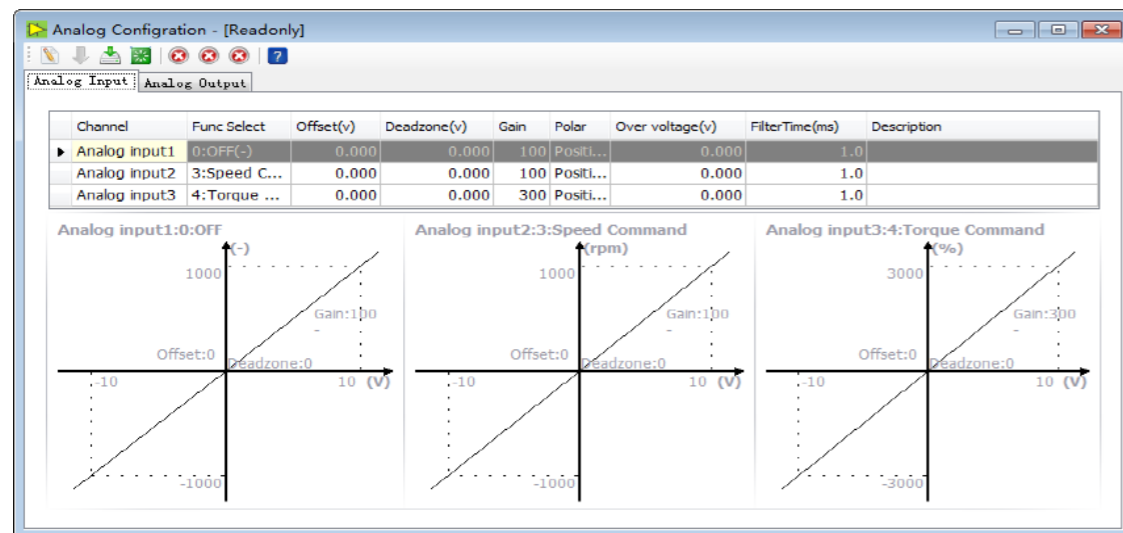 Analog Configration - [Readonly]
?
Analog Input Analog Output
Channel Func Select Offset(v) Deadzone(v) Gain Polar Over voltage(v) FilterTime(ms) Description
Analog input1 0:OFF(-) 0.000 0.000 100 Positi... 0.000 1.0
Analog input2 3:Speed C... 0.000 0.000 100 Positi... 0.000 1.0
Analog input3 4:Torque ... 0.000 0.000 300 Positi... 0.000 1.0
Analog input1:0:OFF
(-)
1000
Gain:100
-
Offset:0
Deadzone:0
-10 10 (V)
-1000
Analog input2:3:Speed Command
(rpm)
1000
Gain:100
-
Offset:0
Deadzone:0
-10 10 (V)
-1000
Analog input3:4:Torque Command
(%)
3000
Gain:300
-
Offset:0
Deadzone:0
-10 10 (V)
-3000